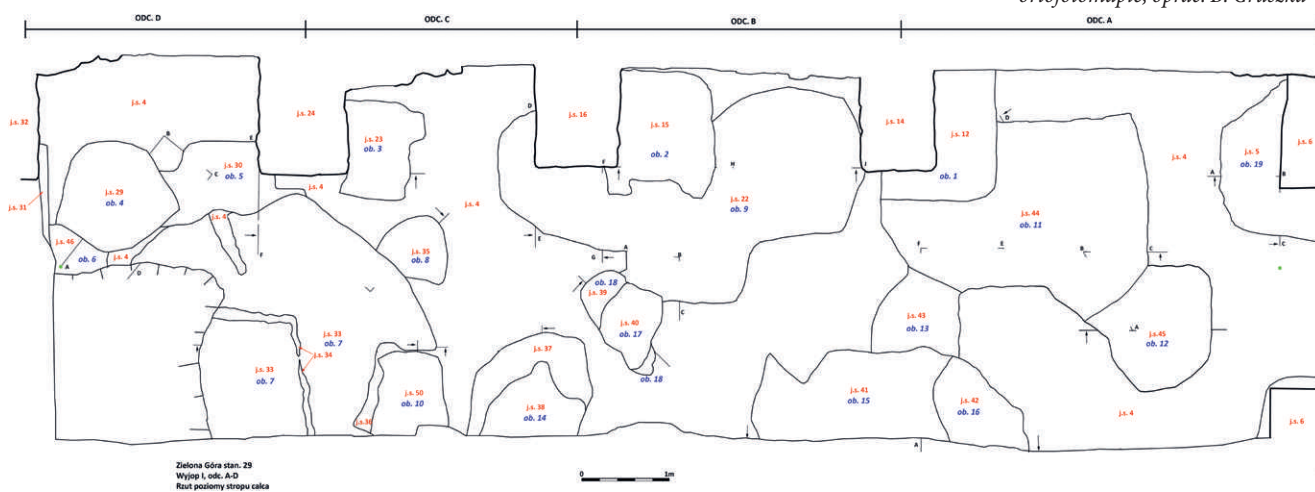 ortofotomapie, oprac. B. Gruszka
ODC. D
ODC. C
ODC. B
ODC. A
j.s. 32
j.s. 4
B
E
j.s. 24
j.s. 23
ob. 3
D
j.s. 16
j.s. 15
ob. 2
F
H
J
j.s. 14
j.s. 12
ob. 1
D
j.s. 4
j.s. 5
ob. 19
A
B
j.s. 6
j.s. 30
ob. 5
C
j.s. 29
ob. 4
j.s. 31
j.s. 4
j.s. 4
j.s. 4
j.s. 22
ob. 9
j.s. 44
ob. 11
j.s. 46
ob. 6
j.s. 4
A
D
F
j.s. 35
ob. 8
E
G
A
B
C
F
E
B
C
C
ob. 18
j.s. 39
j.s. 40
ob. 17
ob. 18
j.s. 43
ob. 13
A
j.s. 45
ob. 12
j.s. 33
ob. 7
j.s. 34
j.s. 33
ob. 7
j.s. 37
j.s. 50
ob. 10
j.s. 36
j.s. 38
ob. 14
j.s. 41
ob. 15
j.s. 42
ob. 16
j.s. 4
A
j.s. 6
Zielona Góra stan. 29
Wyjop I, odc. A-D
Rzut poziomy stropu calca
0 1m